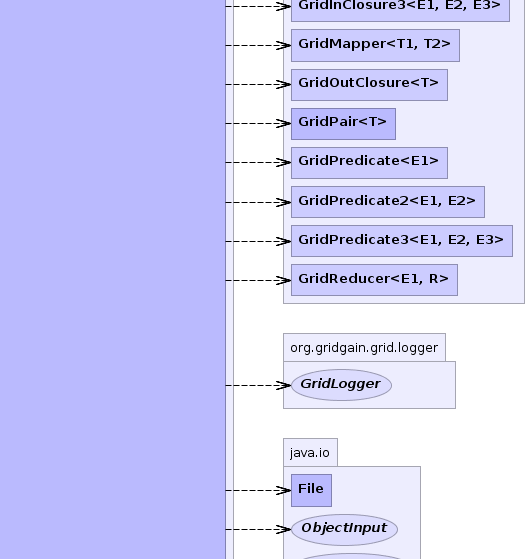 GridInClosure3<E1, E2, E3>
GridMapper<T1, T2>
GridOutClosure<T>
GridPair<T>
GridPredicate<E1>
GridPredicate2<E1, E2>
GridPredicate3<E1, E2, E3>
GridReducer<E1, R>
org.gridgain.grid.logger
GridLogger
java.io
File
ObjectInput